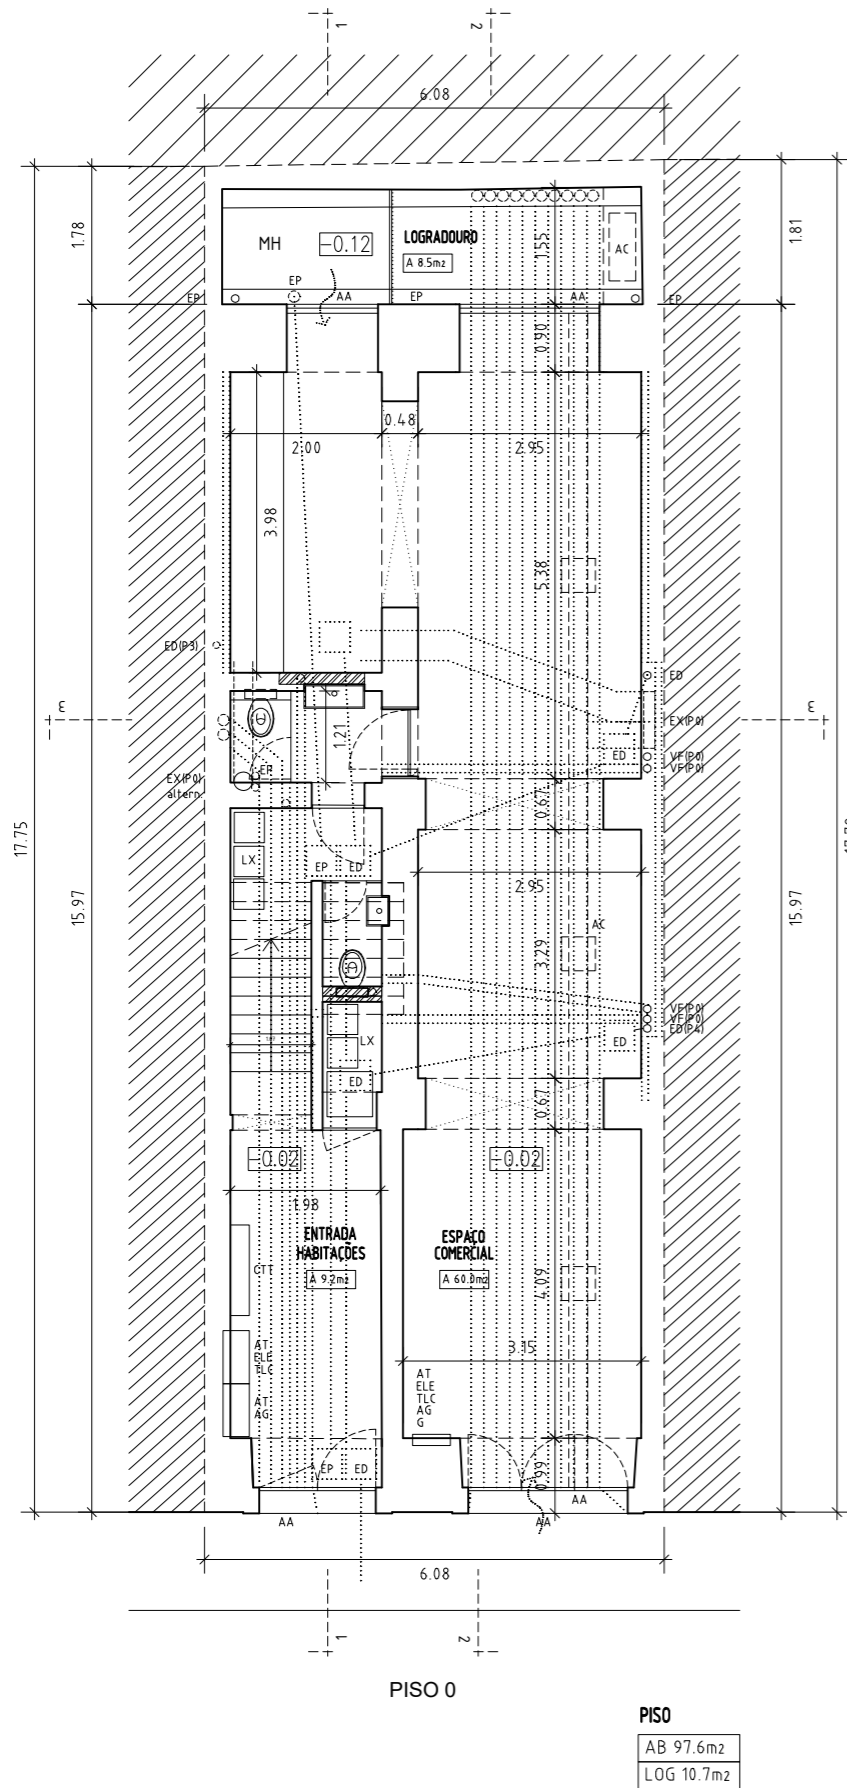 1
2
6.08
1.78
1.81
1.55
MH
-0.12
LOGRADOURO
A 8.5m2
AC
EP
EP
AA
EP
AA
EP
0.90
0.48
2.00
2.95
3.98
5.38
ED(P3)
ED
3
3
EX(P0)
1.21
ED
VF(P0)
VF(P0)
EP
EX(P0)
altern.
0.67
17.75
15.97
15.97
LX
EP
ED
2.95
AC
3.29
VF(P0)
VF(P0)
ED(P4)
LX
ED
ED
0.67
-0.02
-0.02
1.98
ENTRADA
HABITAÇÕES
A 9.2m2
ESPAÇO
COMERCIAL
A 60.0m2
CTT
4.09
3.15
AT
ELE
TLC
AT
AG
AT
ELE
TLC
AG
G
EP
ED
0.99
AA
AA
AA
6.08
1
2
PISO 0
PISO
AB 97.6m2
LOG 10.7m2